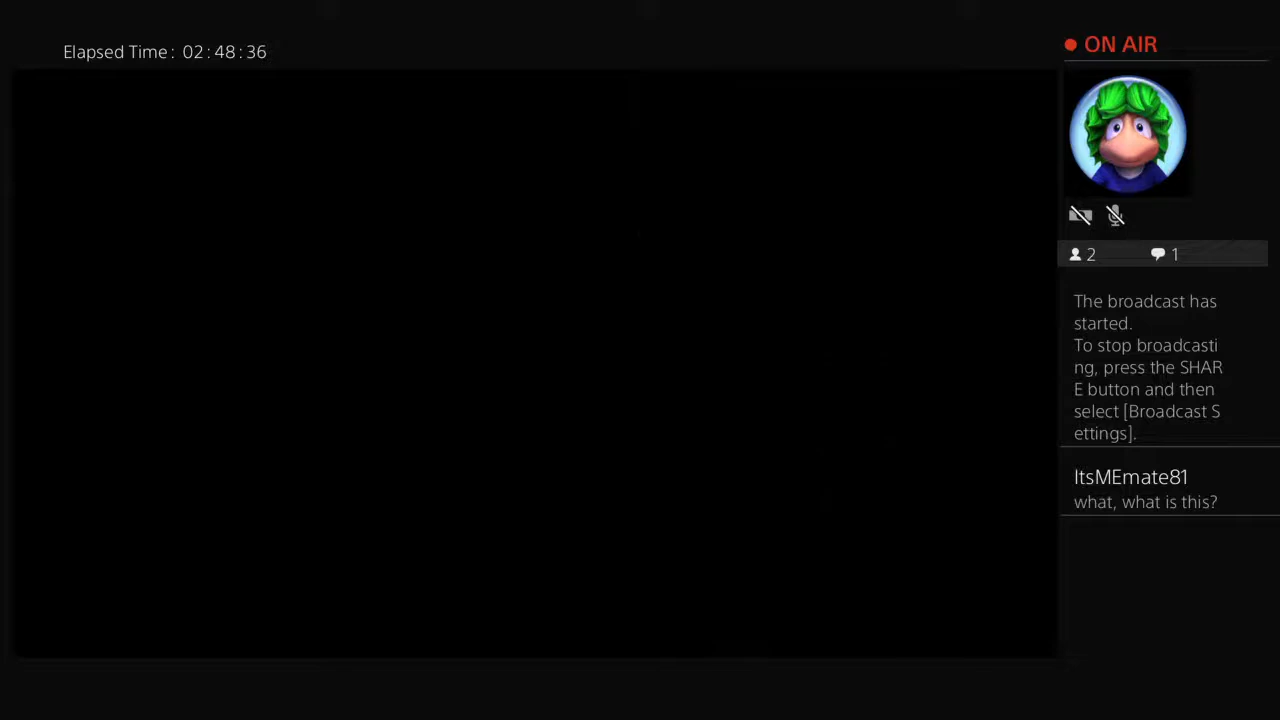 Elapsed Time: 02:48:36
ON AIR
2 1
The broadcast has
started.
To stop broadcasti
ng, press the SHAR
E button and then
select [Broadcast S
ettings].
ItsMEmate81
what, what is this?